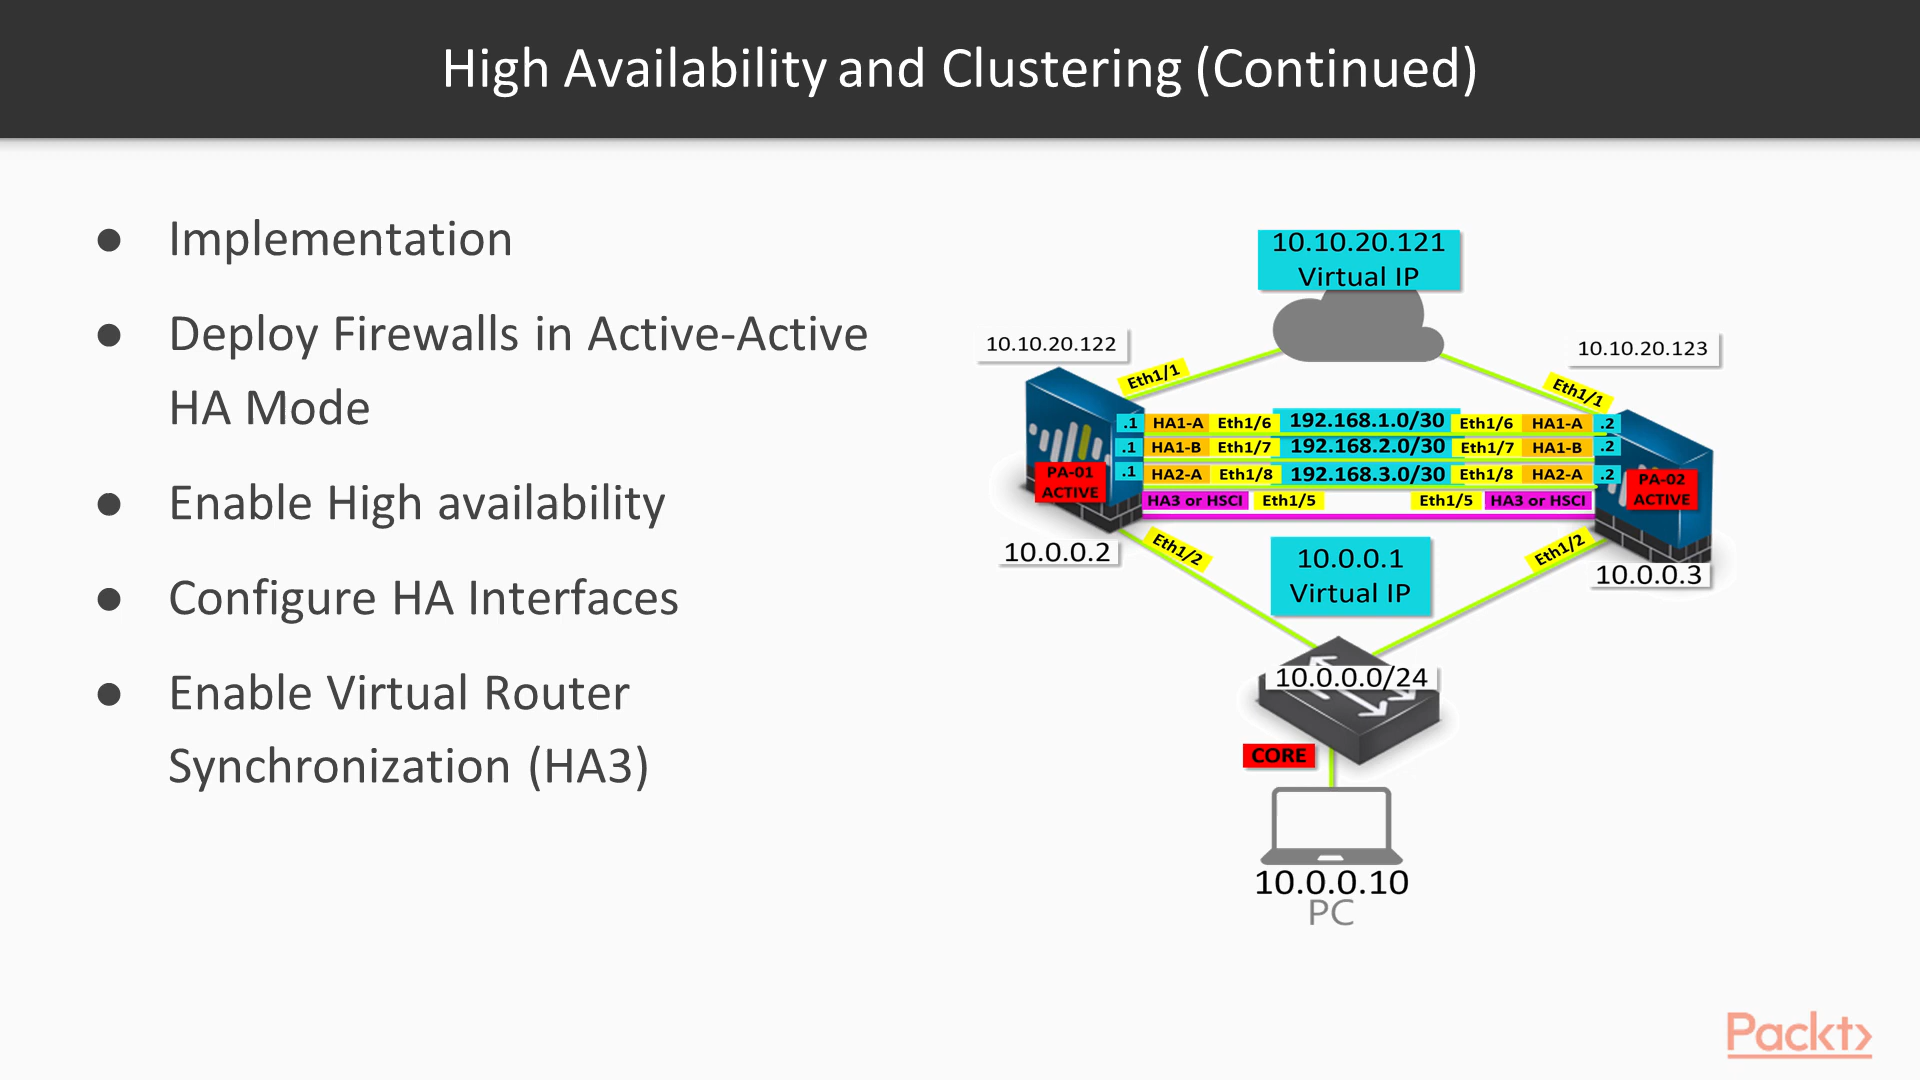 High Availability and Clustering (Continued)
● Implementation
● Deploy Firewalls in Active-Active
HA Mode
● Enable High availability
● Configure HA Interfaces
● Enable Virtual Router
Synchronization (HA3)
10.10.20.121
Virtual IP
10.10.20.122
10.10.20.123
Eth1/1
Eth1/1
.1 HA1-A Eth1/6 192.168.1.0/30 Eth1/6 HA1-A .2
.1 HA1-B Eth1/7 192.168.2.0/30 Eth1/7 HA1-B .2
.1 HA2-A Eth1/8 192.168.3.0/30 Eth1/8 HA2-A .2
PA-01
ACTIVE
PA-02
ACTIVE
HA3 or HSCI Eth1/5 Eth1/5 HA3 or HSCI
10.0.0.2
Eth1/2
10.0.0.1
Virtual IP
Eth1/2
10.0.0.3
10.0.0.0/24
CORE
10.0.0.10
PC
Packt>